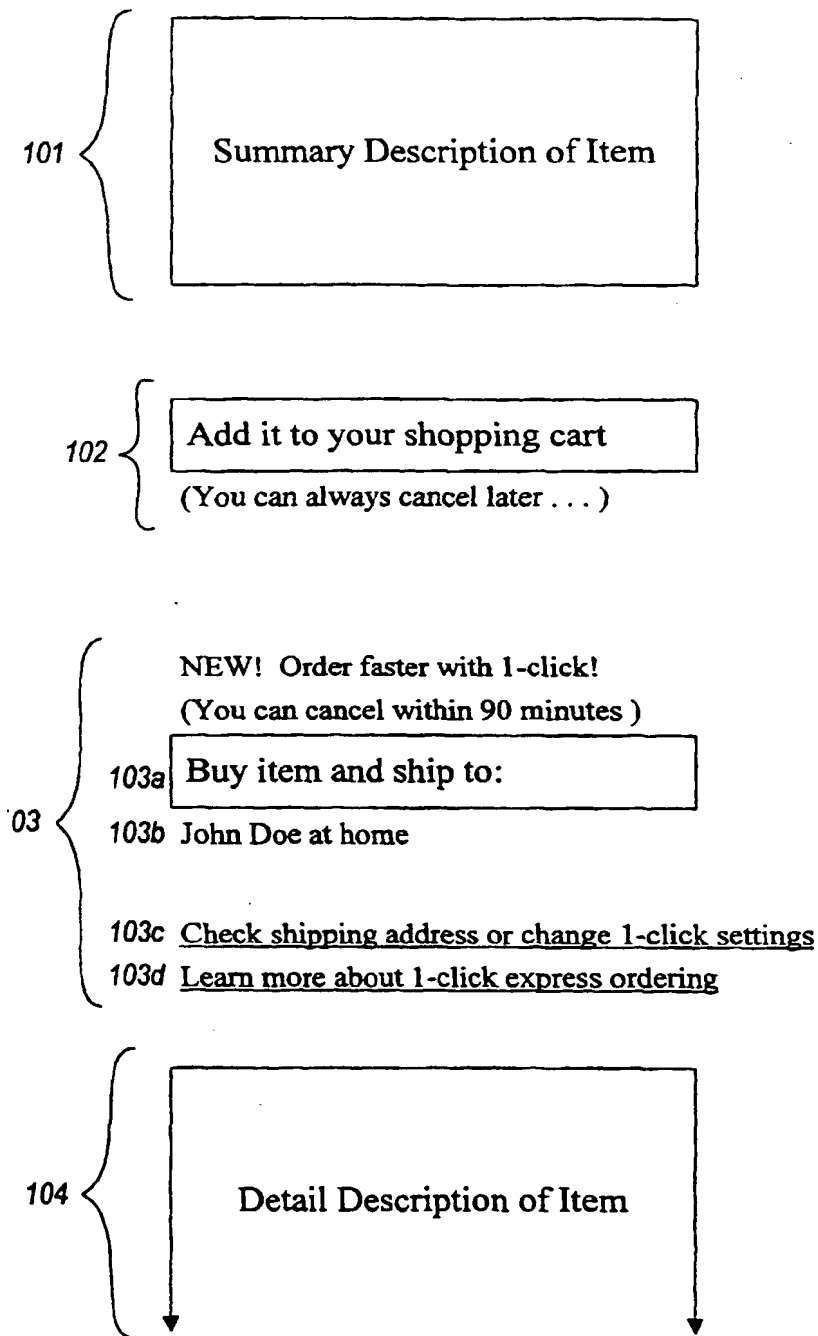 101 Summary Description of Item
102 Add it to your shopping cart
(You can always cancel later . . . )
NEW! Order faster with 1-click!
(You can cancel within 90 minutes )
103a Buy item and ship to:
03
103b John Doe at home
103c Check shipping address or change 1-click settings
103d Learn more about 1-click express ordering
104 Detail Description of Item